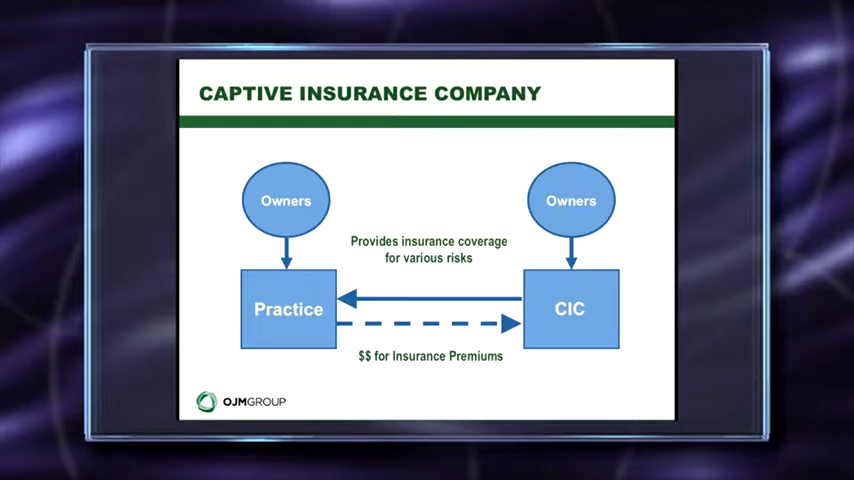 CAPTIVE INSURANCE COMPANY
Owners
Owners
Provides insurance coverage
for various risks
Practice
CIC
$$ for Insurance Premiums
OJMGROUP